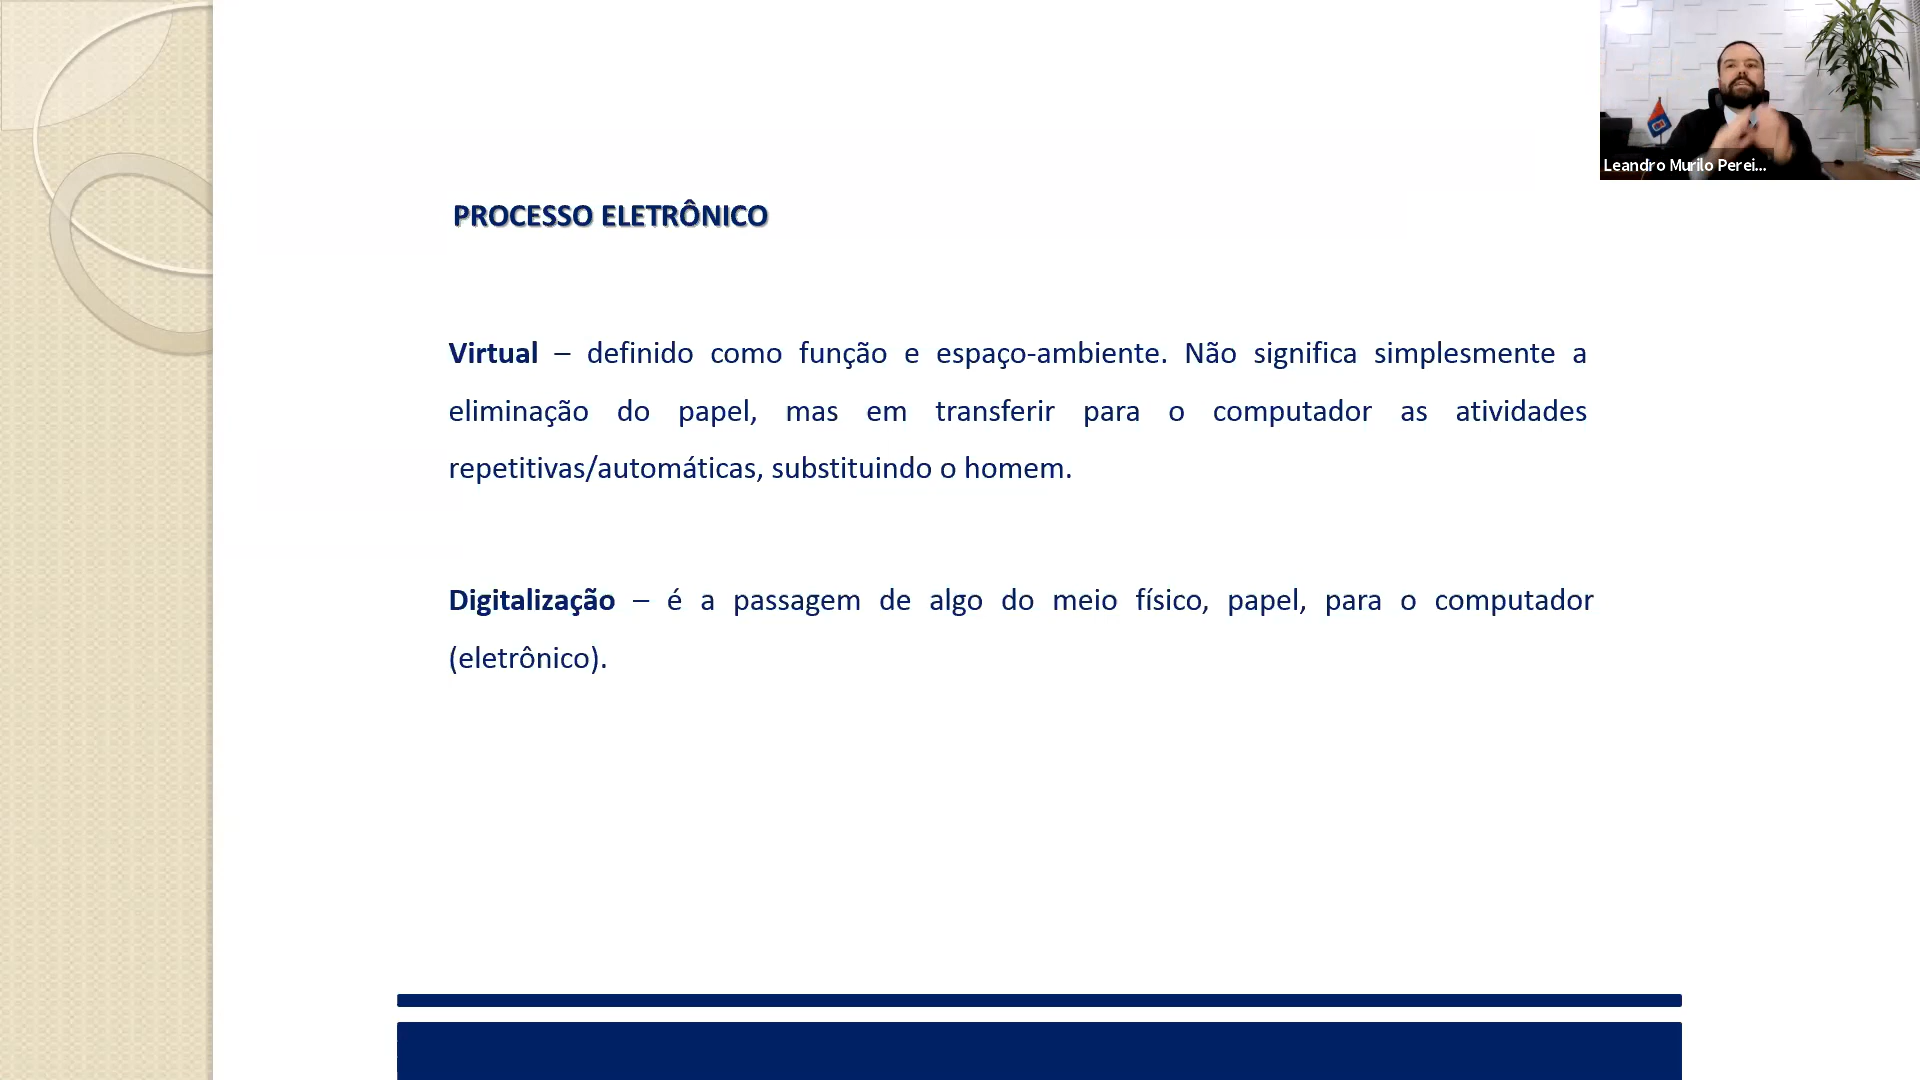 Leandro Murilo Perei...
PROCESSO ELETRÔNICO
Virtual – definido como função e espaço-ambiente. Não significa simplesmente a
eliminação do papel, mas em transferir para o computador as atividades
repetitivas/automáticas, substituindo o homem.
Digitalização – é a passagem de algo do meio físico, papel, para o computador
(eletrônico).